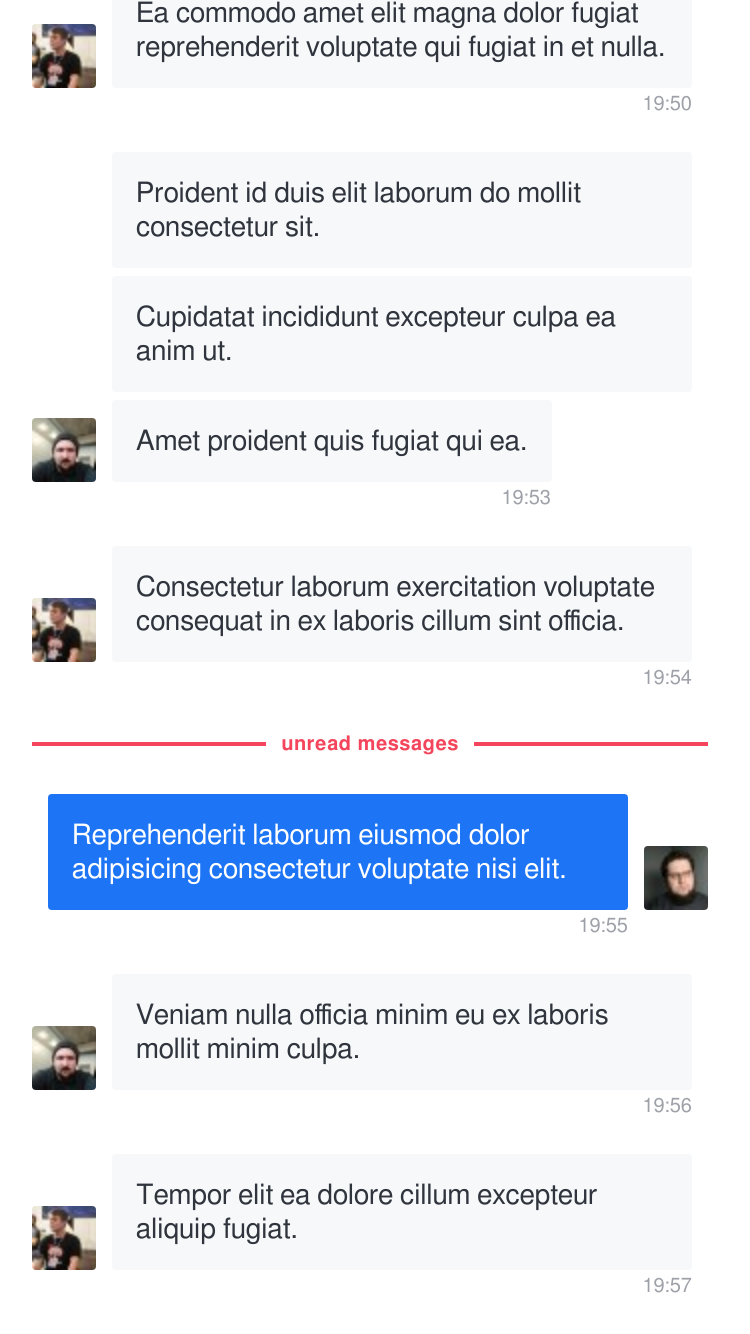 Ea commodo amet elit magna dolor fugiat
reprehenderit voluptate qui fugiat in et nulla.
19:50
Proident id duis elit laborum do mollit
consectetur sit.
Cupidatat incididunt excepteur culpa ea
anim ut.
Amet proident quis fugiat qui ea.
19:53
Consectetur laborum exercitation voluptate
consequat in ex laboris cillum sint officia.
19:54
unread messages
Reprehenderit laborum eiusmod dolor
adipisicing consectetur voluptate nisi elit.
19:55
Veniam nulla officia minim eu ex laboris
mollit minim culpa.
19:56
Tempor elit ea dolore cillum excepteur
aliquip fugiat.
19:57